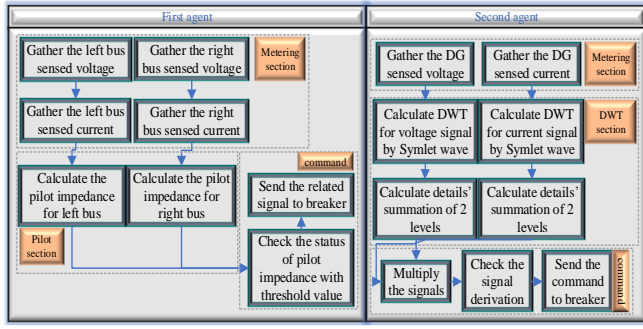 First agent
Gather the left bus
sensed voltage
Gather the right
bus sensed voltage
Metering
section
Gather the left bus
sensed current
Gather the right
bus sensed current
Calculate the
pilot impedance
for left bus
Calculate the pilot
impedance for
right bus
Pilot
section
command
Send the related
signal to breaker
Check the status
of pilot
impedance with
threshold value
Second agent
Gather the DG
sensed voltage
Gather the DG
sensed current
Metering
section
Calculate DWT
for voltage signal
by Symlet wave
Calculate DWT
for current signal
by Symlet wave
DWT
section
Calculate details'
summation of 2
levels
Calculate details'
summation of 2
levels
Multiply
the signals
Check the
signal
derivation
Send the
command
to breaker
command